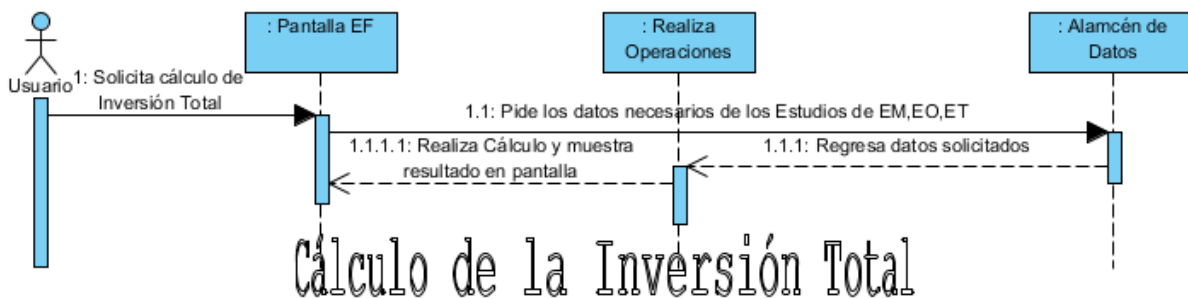 : Pantalla EF
: Realiza
Operaciones
: Alamcén de
Datos
Usuario
1: Solicita cálculo de
Inversión Total
1.1: Pide los datos necesarios de los Estudios de EM,EO,ET
1.1.1.1: Realiza Cálculo y muestra
resultado en pantalla
1.1.1: Regresa datos solicitados
Cálculo de la Inversión Total